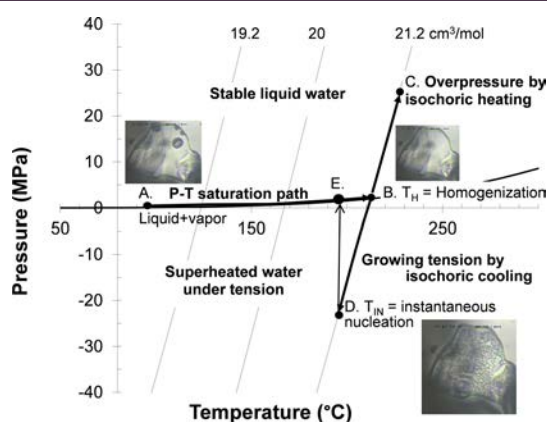 19.2 20 21.2 cm³/mol
40
30
20
10
0
-10
-20
-30
-40
Pressure (MPa)
Stable liquid water
C. Overpressure by
isochoric heating
A. P-T saturation path
E.
B. T_H = Homogenization
Liquid+vapor
50 150 250
Superheated water
under tension
Growing tension by
isochoric cooling
D. T_IN = instantaneous
nucleation
Temperature (°C)